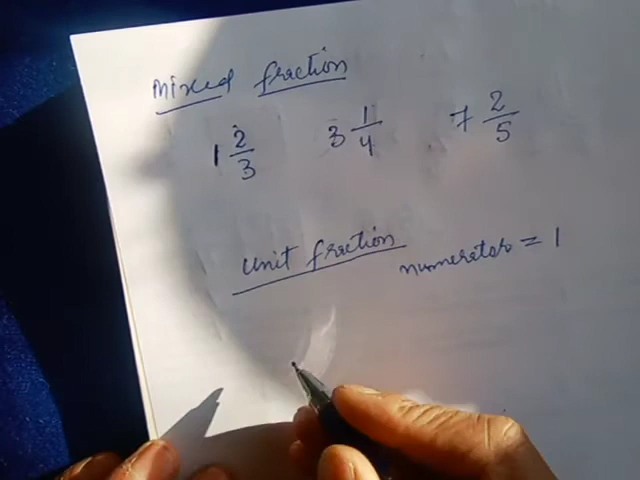 Mixed fraction
1 2/3 3 1/4 7 2/5
Unit fraction numerator = 1